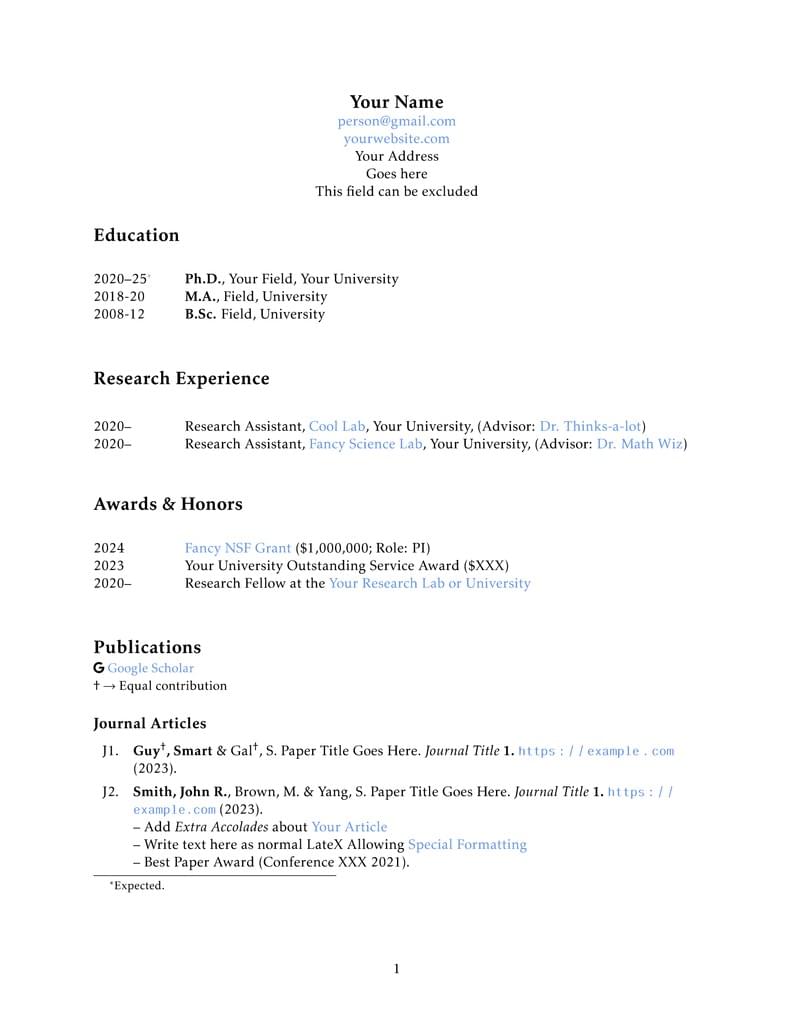 Your Name
person@gmail.com
yourwebsite.com
Your Address
Goes here
This field can be excluded
Education
2020–25* Ph.D., Your Field, Your University
2018-20 M.A., Field, University
2008-12 B.Sc. Field, University
Research Experience
2020– Research Assistant, Cool Lab, Your University, (Advisor: Dr. Thinks-a-lot)
2020– Research Assistant, Fancy Science Lab, Your University, (Advisor: Dr. Math Wiz)
Awards & Honors
2024 Fancy NSF Grant ($1,000,000; Role: PI)
2023 Your University Outstanding Service Award ($XXX)
2020– Research Fellow at the Your Research Lab or University
Publications
G Google Scholar
† → Equal contribution
Journal Articles
J1. Guy†, Smart & Gal†, S. Paper Title Goes Here. Journal Title 1. https://example.com
(2023).
J2. Smith, John R., Brown, M. & Yang, S. Paper Title Goes Here. Journal Title 1. https://
example.com (2023).
– Add Extra Accolades about Your Article
– Write text here as normal LateX Allowing Special Formatting
– Best Paper Award (Conference XXX 2021).
*Expected.
1